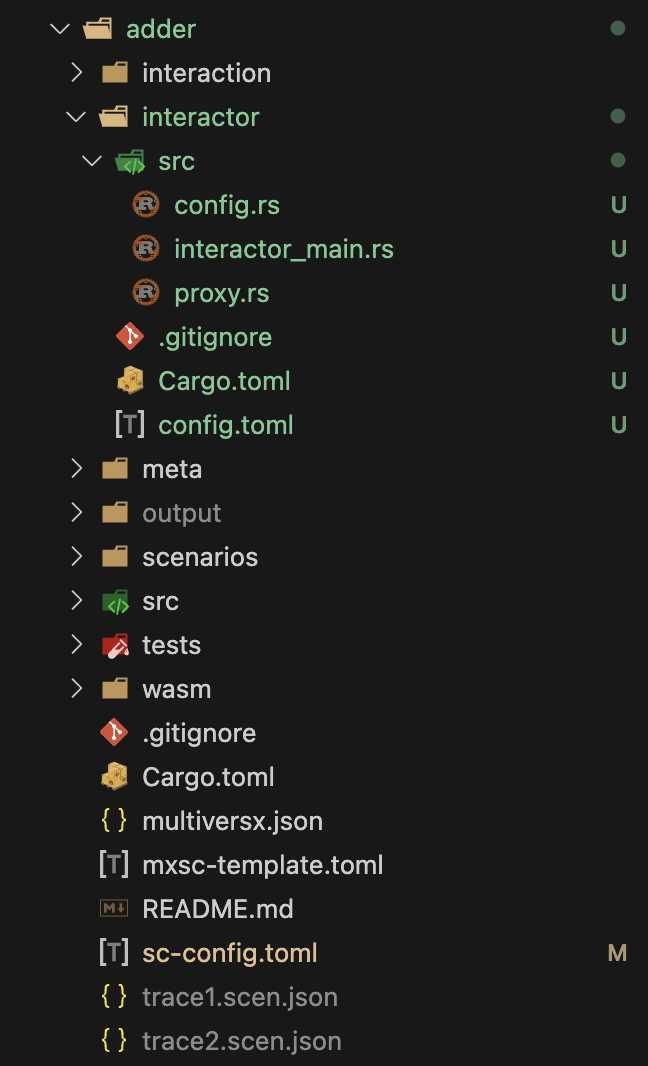 adder
interaction
interactor
src
config.rs U
interactor_main.rs U
proxy.rs U
.gitignore U
Cargo.toml U
[T] config.toml U
meta
output
scenarios
src
tests
wasm
.gitignore
Cargo.toml
{ } multiversx.json
[T] mxsc-template.toml
M↓ README.md
[T] sc-config.toml M
{ } trace1.scen.json
{ } trace2.scen.json